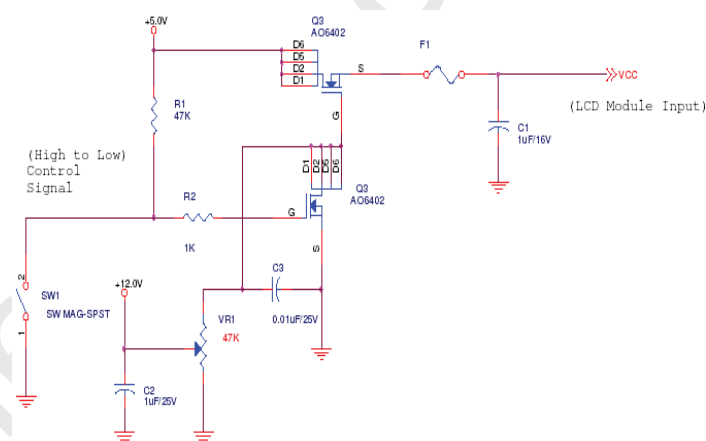 +5.0V
Q3
AO6402
D6
D5
D2
D1
S
G
F1
VCC
(LCD Module Input)
C1
1uF/16V
R1
47K
(High to Low)
Control
Signal
D1
D2
D5
D6
Q3
AO6402
R2
1K
G
S
C3
0.01uF/25V
+12.0V
2
SW1
SW MAG-SPST
1
VR1
47K
C2
1uF/25V